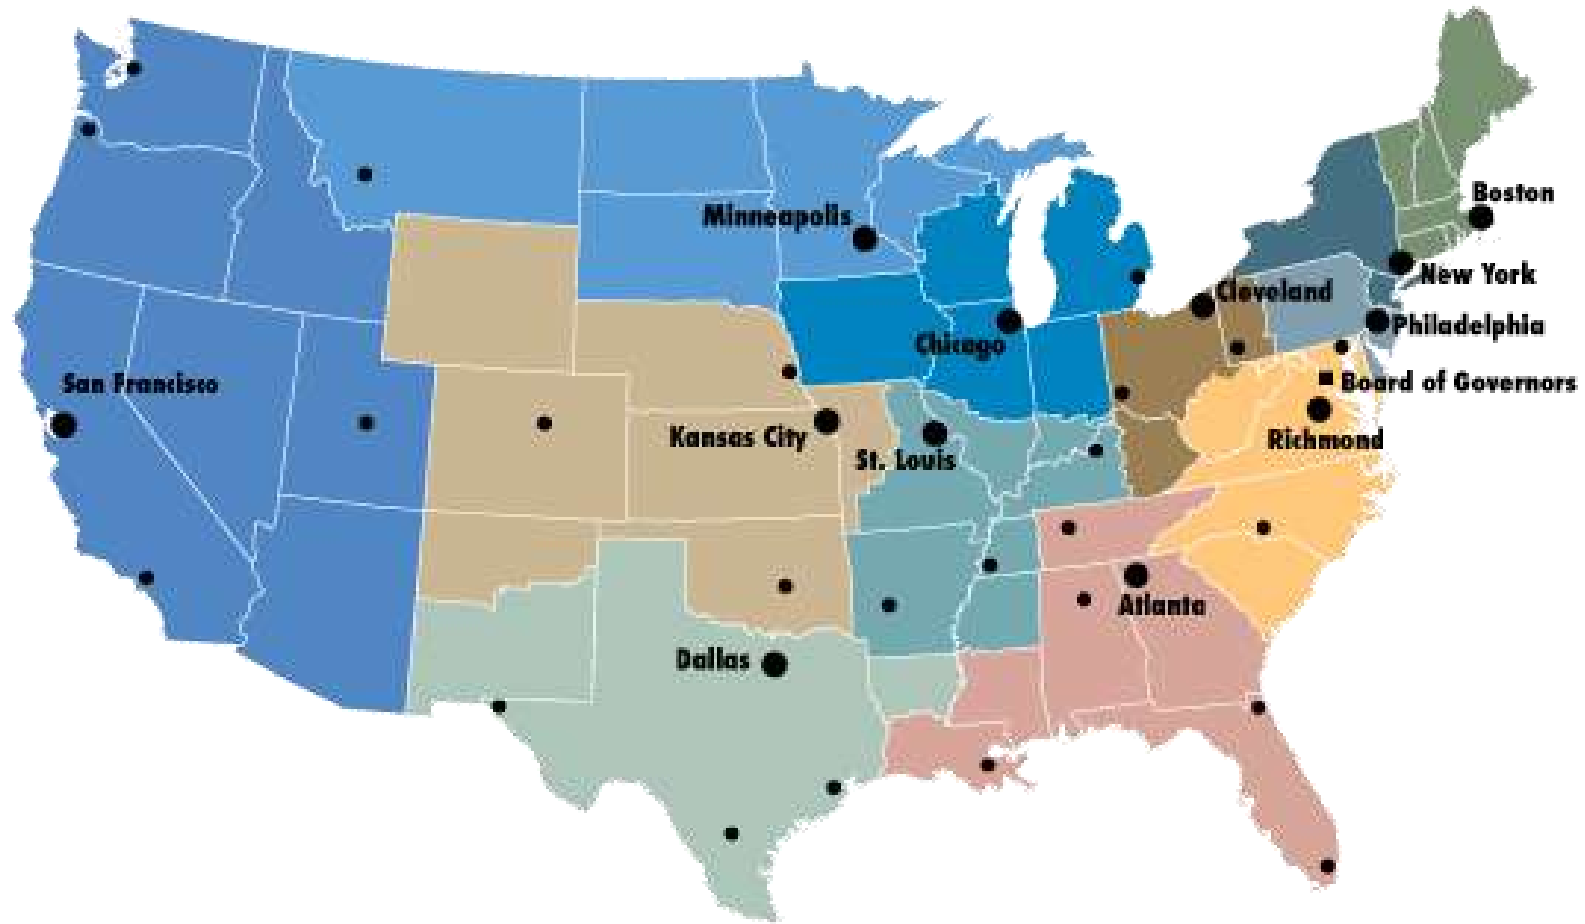 Boston
Minneapolis
New York
Cleveland
Philadelphia
Chicago
San Francisco
Board of Governors
Kansas City
Richmond
St. Louis
Atlanta
Dallas